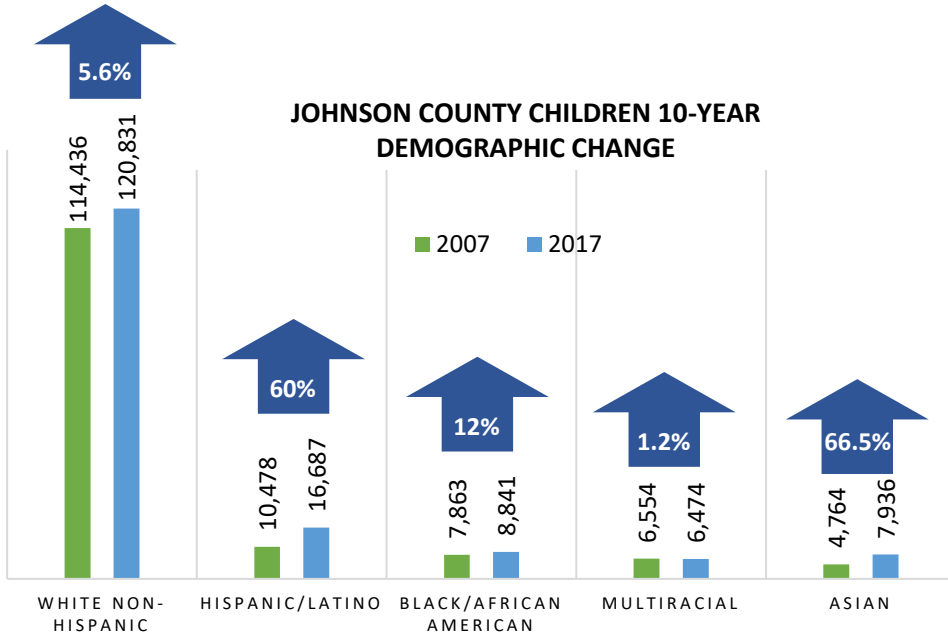 5.6%
JOHNSON COUNTY CHILDREN 10-YEAR
DEMOGRAPHIC CHANGE
114,436
120,831
2007
2017
60%
10,478
16,687
12%
7,863
8,841
1.2%
6,554
6,474
66.5%
4,764
7,936
WHITE NON-
HISPANIC
HISPANIC/LATINO
BLACK/AFRICAN
AMERICAN
MULTIRACIAL
ASIAN